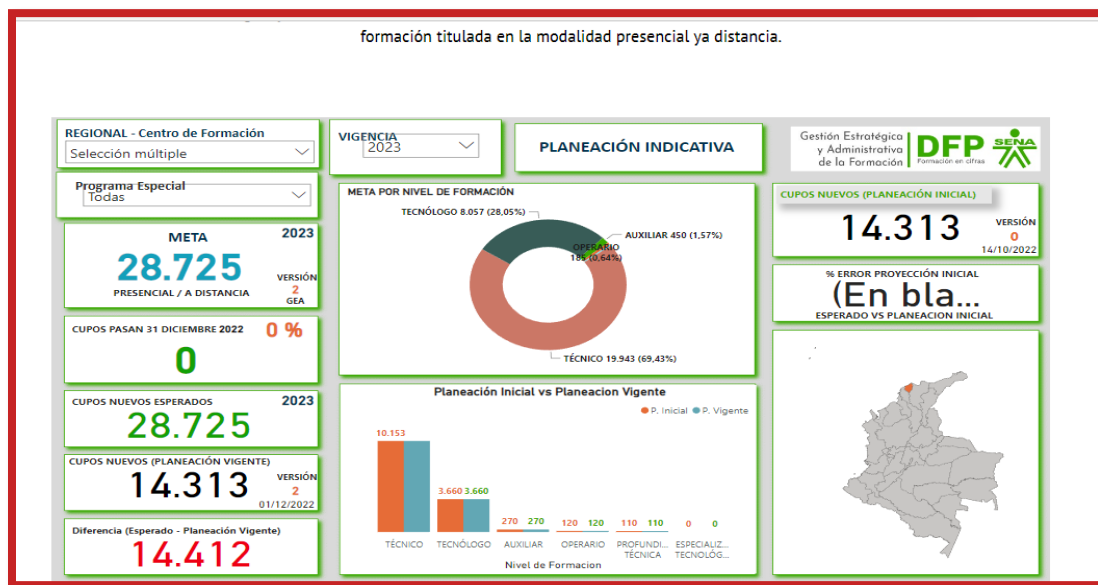 formación titulada en la modalidad presencial ya distancia.
REGIONAL - Centro de Formación
Selección múltiple
VIGENCIA
2023
PLANEACIÓN INDICATIVA
Gestión Estratégica
y Administrativa
de la Formación
DFP
Formación en cifras
SENA
Programa Especial
Todas
META
2023
28.725
PRESENCIAL / A DISTANCIA
VERSIÓN
2
GEA
CUPOS PASAN 31 DICIEMBRE 2022
0 %
0
CUPOS NUEVOS ESPERADOS
2023
28.725
CUPOS NUEVOS (PLANEACIÓN VIGENTE)
14.313
VERSIÓN
2
01/12/2022
Diferencia (Esperado - Planeación Vigente)
14.412
META POR NIVEL DE FORMACIÓN
TECNÓLOGO 8.057 (28,05%)
AUXILIAR 450 (1,57%)
OPERARIO
185 (0,64%)
TÉCNICO 19.943 (69,43%)
Planeación Inicial vs Planeacion Vigente
P. Inicial P. Vigente
10.153
3.660 3.660
270 270
120 120
110 110
0 0
TÉCNICO
TECNÓLOGO
AUXILIAR
OPERARIO
PROFUNDI...
TÉCNICA
ESPECIALIZ...
TECNOLÓG...
Nivel de Formacion
CUPOS NUEVOS (PLANEACIÓN INICIAL)
14.313
VERSIÓN
0
14/10/2022
% ERROR PROYECCIÓN INICIAL
(En bla...
ESPERADO VS PLANEACION INICIAL